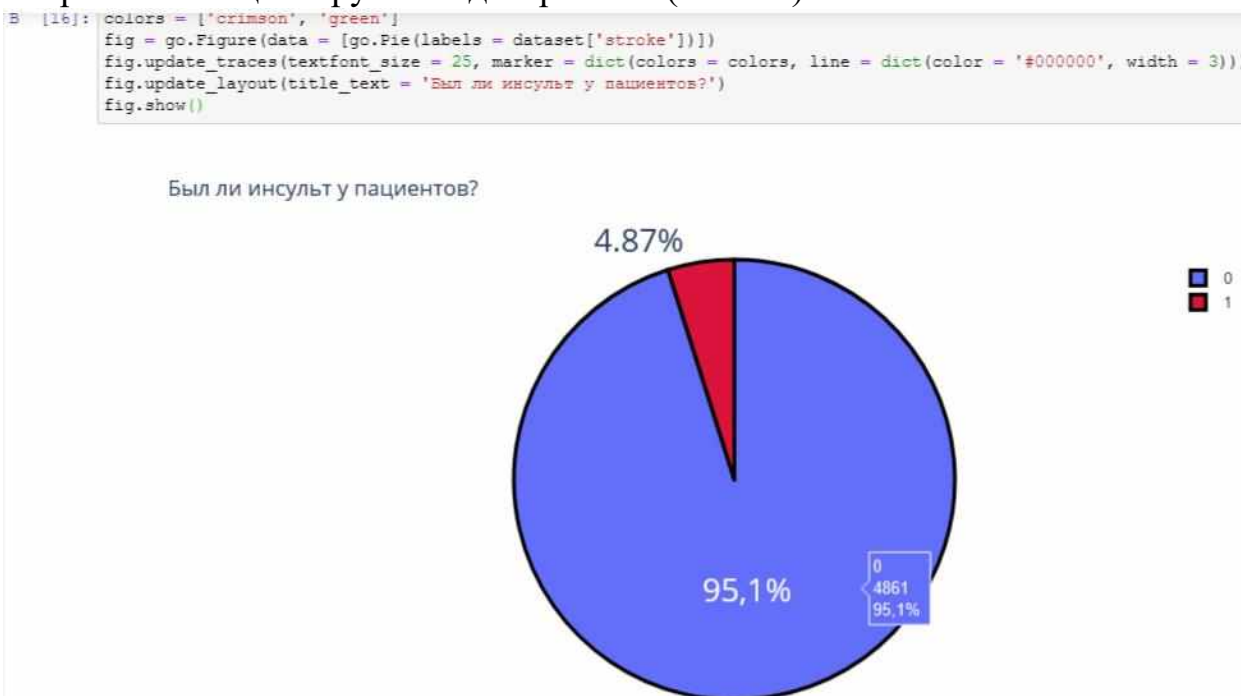 В [16]: colors = ['crimson', 'green']
fig = go.Figure(data = [go.Pie(labels = dataset['stroke'])])
fig.update_traces(textfont_size = 25, marker = dict(colors = colors, line = dict(color = '#000000', width = 3)))
fig.update_layout(title_text = 'Был ли инсульт у пациентов?')
fig.show()
Был ли инсульт у пациентов?
4.87%
0
1
95,1%
0
4861
95,1%